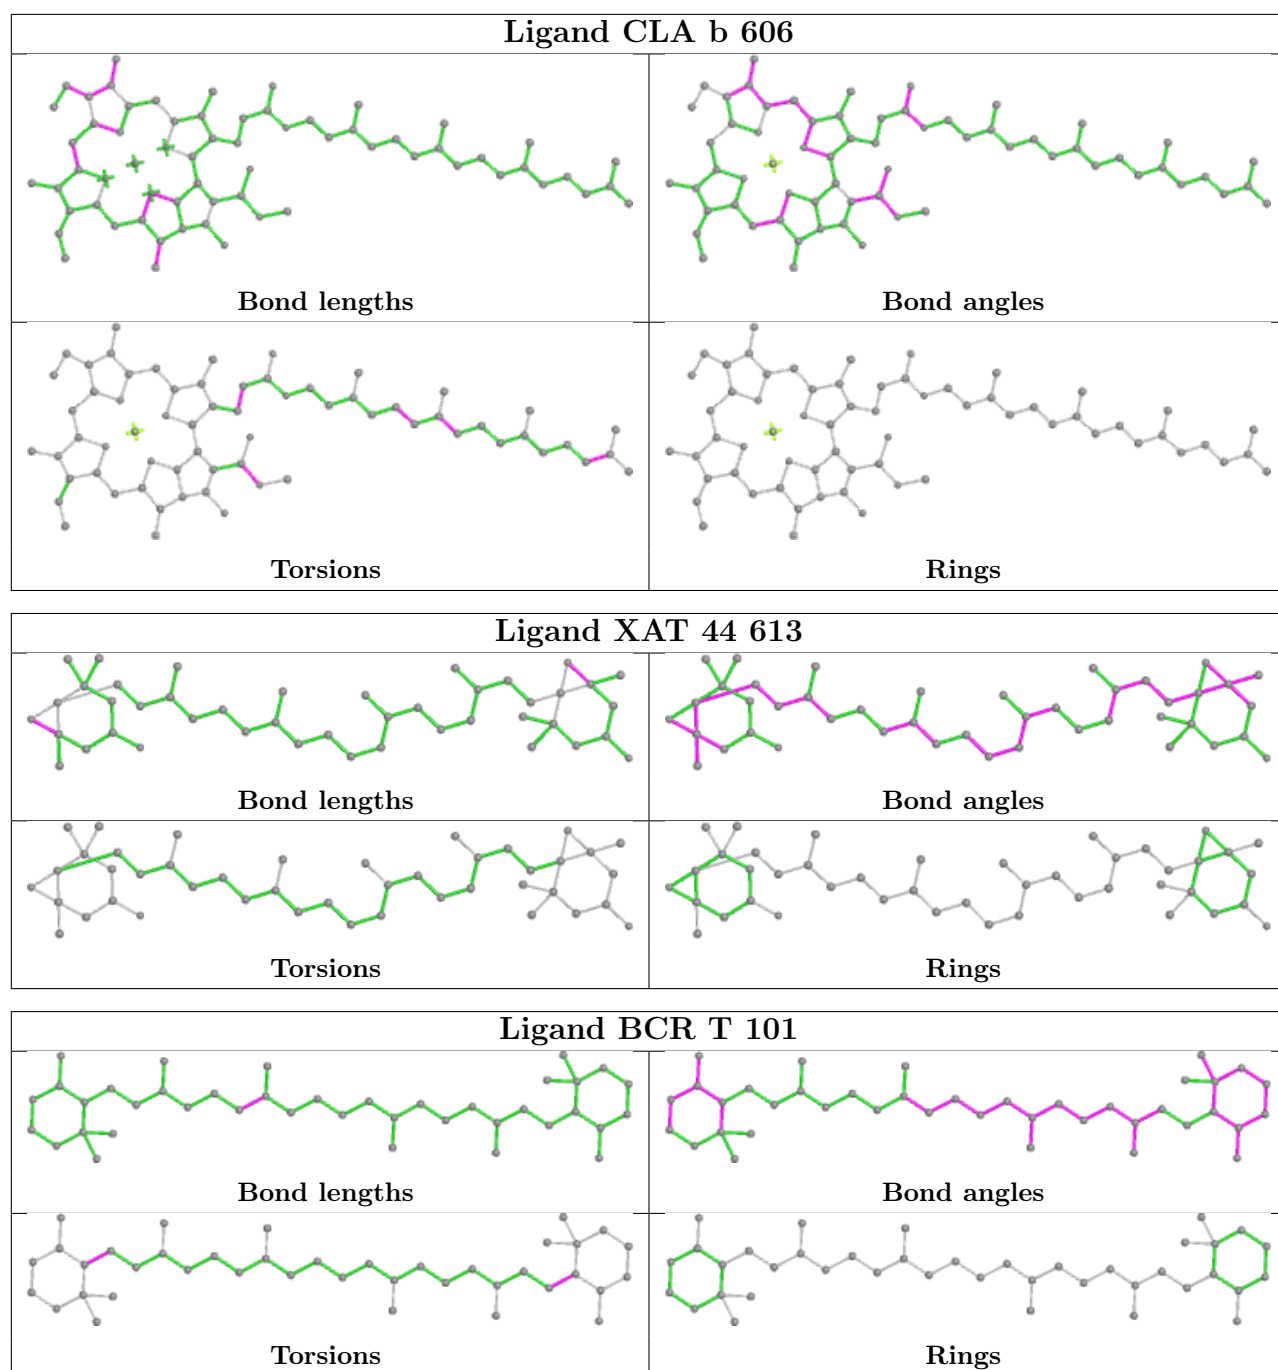 Ligand CLA b 606
Bond lengths
Bond angles
Torsions
Rings
Ligand XAT 44 613
Bond lengths
Bond angles
Torsions
Rings
Ligand BCR T 101
Bond lengths
Bond angles
Torsions
Rings